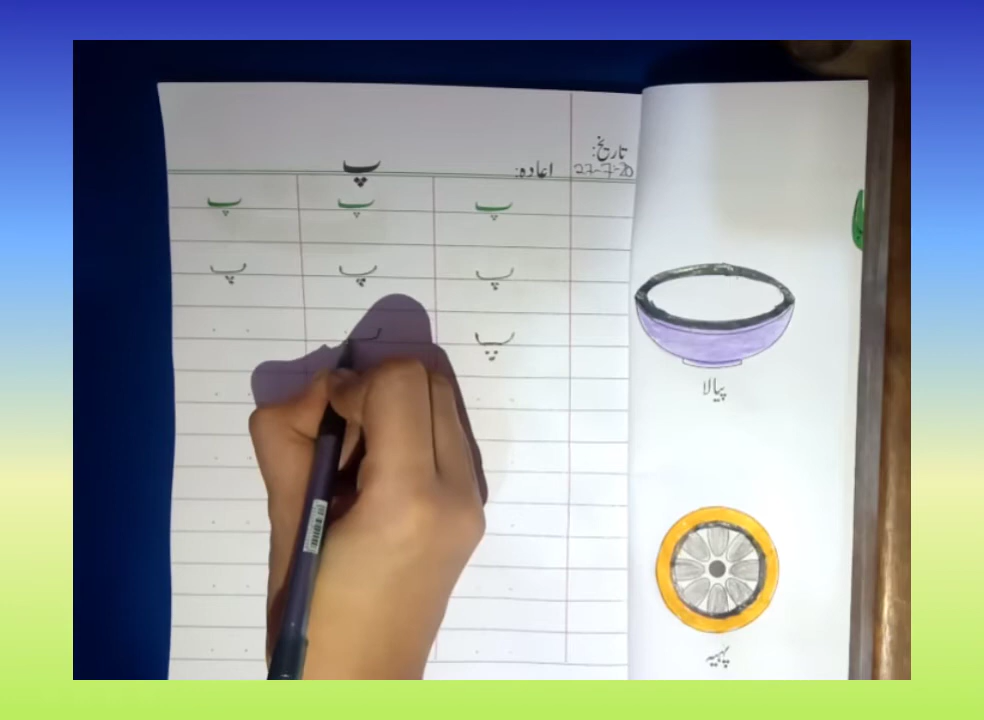 تاریخ:
27-7-20
اعادہ:
پ
پ پ پ
پ پ پ
پ
پیالا
پہیہ